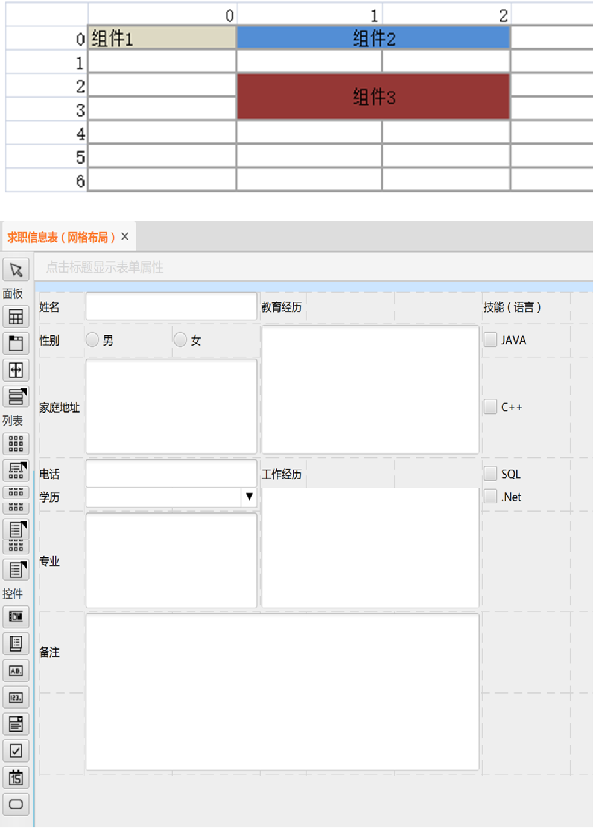 0 1 2
0 组件1 组件2
1
2
组件3
3
4
5
6
求职信息表(网格布局) ×
点击标题显示表单属性
面板
列表
控件
姓名 教育经历 技能(语言)
性别 男 女 JAVA
家庭地址 C++
电话 工作经历 SQL
学历 .Net
专业
备注
AB.
123.
15